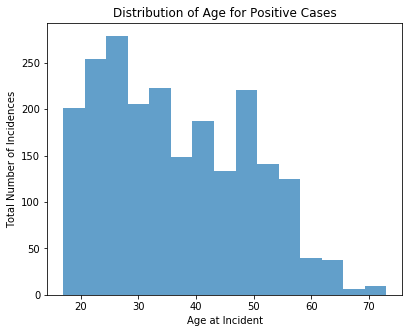 Distribution of Age for Positive Cases
Total Number of Incidences
250
200
150
100
50
0
20 30 40 50 60 70
Age at Incident